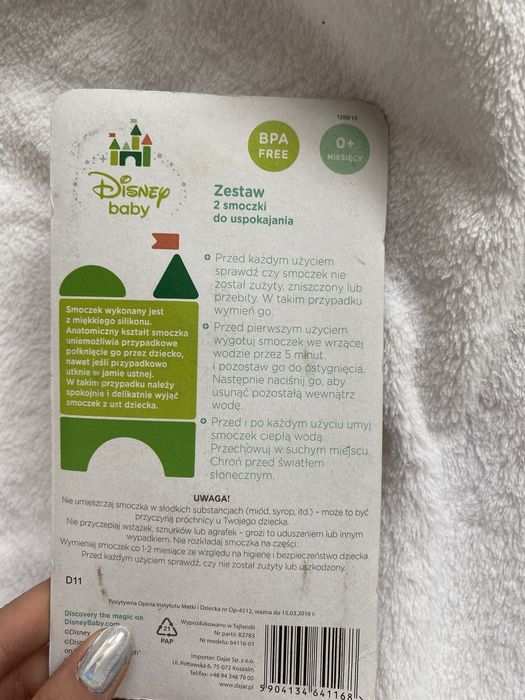 1256/13
BPA
FREE
0+
MIESIĘCY
Disney
baby
Zestaw
2 smoczki
do uspokajania
Przed każdym użyciem
sprawdź czy smoczek nie
został zużyty, zniszczony lub
przebity. W takim przypadku
wymień go.
Smoczek wykonany jest
z miękkiego silikonu.
Anatomiczny kształt smoczka
uniemożliwia przypadkowe
połknięcie go przez dziecko,
nawet jeśli przypadkowo
utknie w jamie ustnej.
W takim przypadku należy
spokojnie i delikatnie wyjąć
smoczek z ust dziecka.
Przed pierwszym użyciem
wygotuj smoczek we wrzącej
wodzie przez 5 minut
i pozostaw go do ostygnięcia.
Następnie naciśnij go, aby
usunąć pozostałą wewnątrz
wodę.
Przed i po każdym użyciu umyj
smoczek ciepłą wodą.
Przechowuj w suchym miejscu.
Chroń przed światłem
słonecznym.
UWAGA!
Nie umieszczaj smoczka w słodkich substancjach (miód, syrop, itd.) – może to być
przyczyną próchnicy u Twojego dziecka.
Nie przyczepiaj wstążek, sznurków lub agrafek – grozi to uduszeniem lub innym
wypadkiem. Nie rozkładaj smoczka na części.
Wymieniaj smoczek co 1-2 miesiące ze względu na higienę i bezpieczeństwo dziecka.
Przed każdym użyciem sprawdź, czy nie został zużyty lub uszkodzony.
D11
Pozytywna Opinia Instytutu Matki i Dziecka nr Op-4512, ważna do 15.03.2016 r.
Discovery the magic on
DisneyBaby.com
©Disney
©Disn
on
ph"
21
PAP
Wyprodukowano w Tajlandii
Nr partii: 82783
Nr modelu: 64116-01
Importer: Dajar Sp. z o.o.
Ul. Połtawska 6, 75-072 Koszalin
Tel/fax: +48 94 346 78 00
www.dajar.pl
5 904134 641168